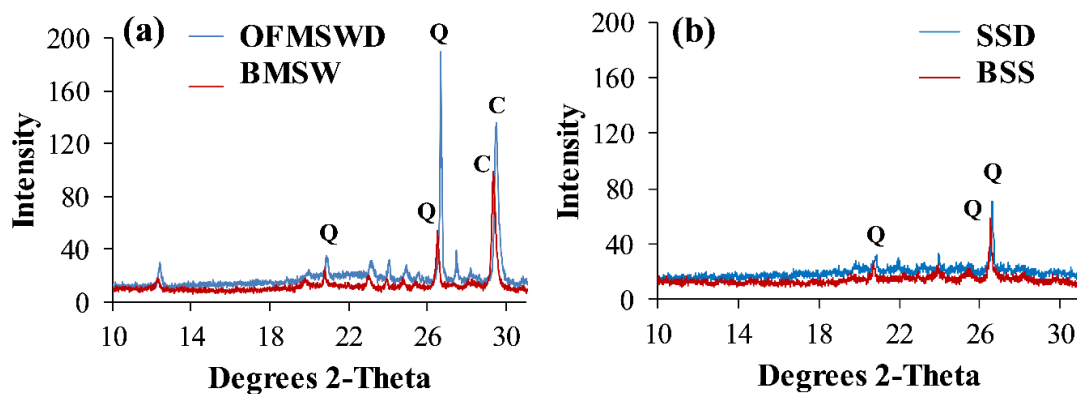 (a)
OFMSWD
BMSW
Q
C
C
Q
Q
200
160
120
80
40
0
Intensity
10 14 18 22 26 30
Degrees 2-Theta
(b)
SSD
BSS
Q
Q
Q
200
160
120
80
40
0
Intensity
10 14 18 22 26 30
Degrees 2-Theta